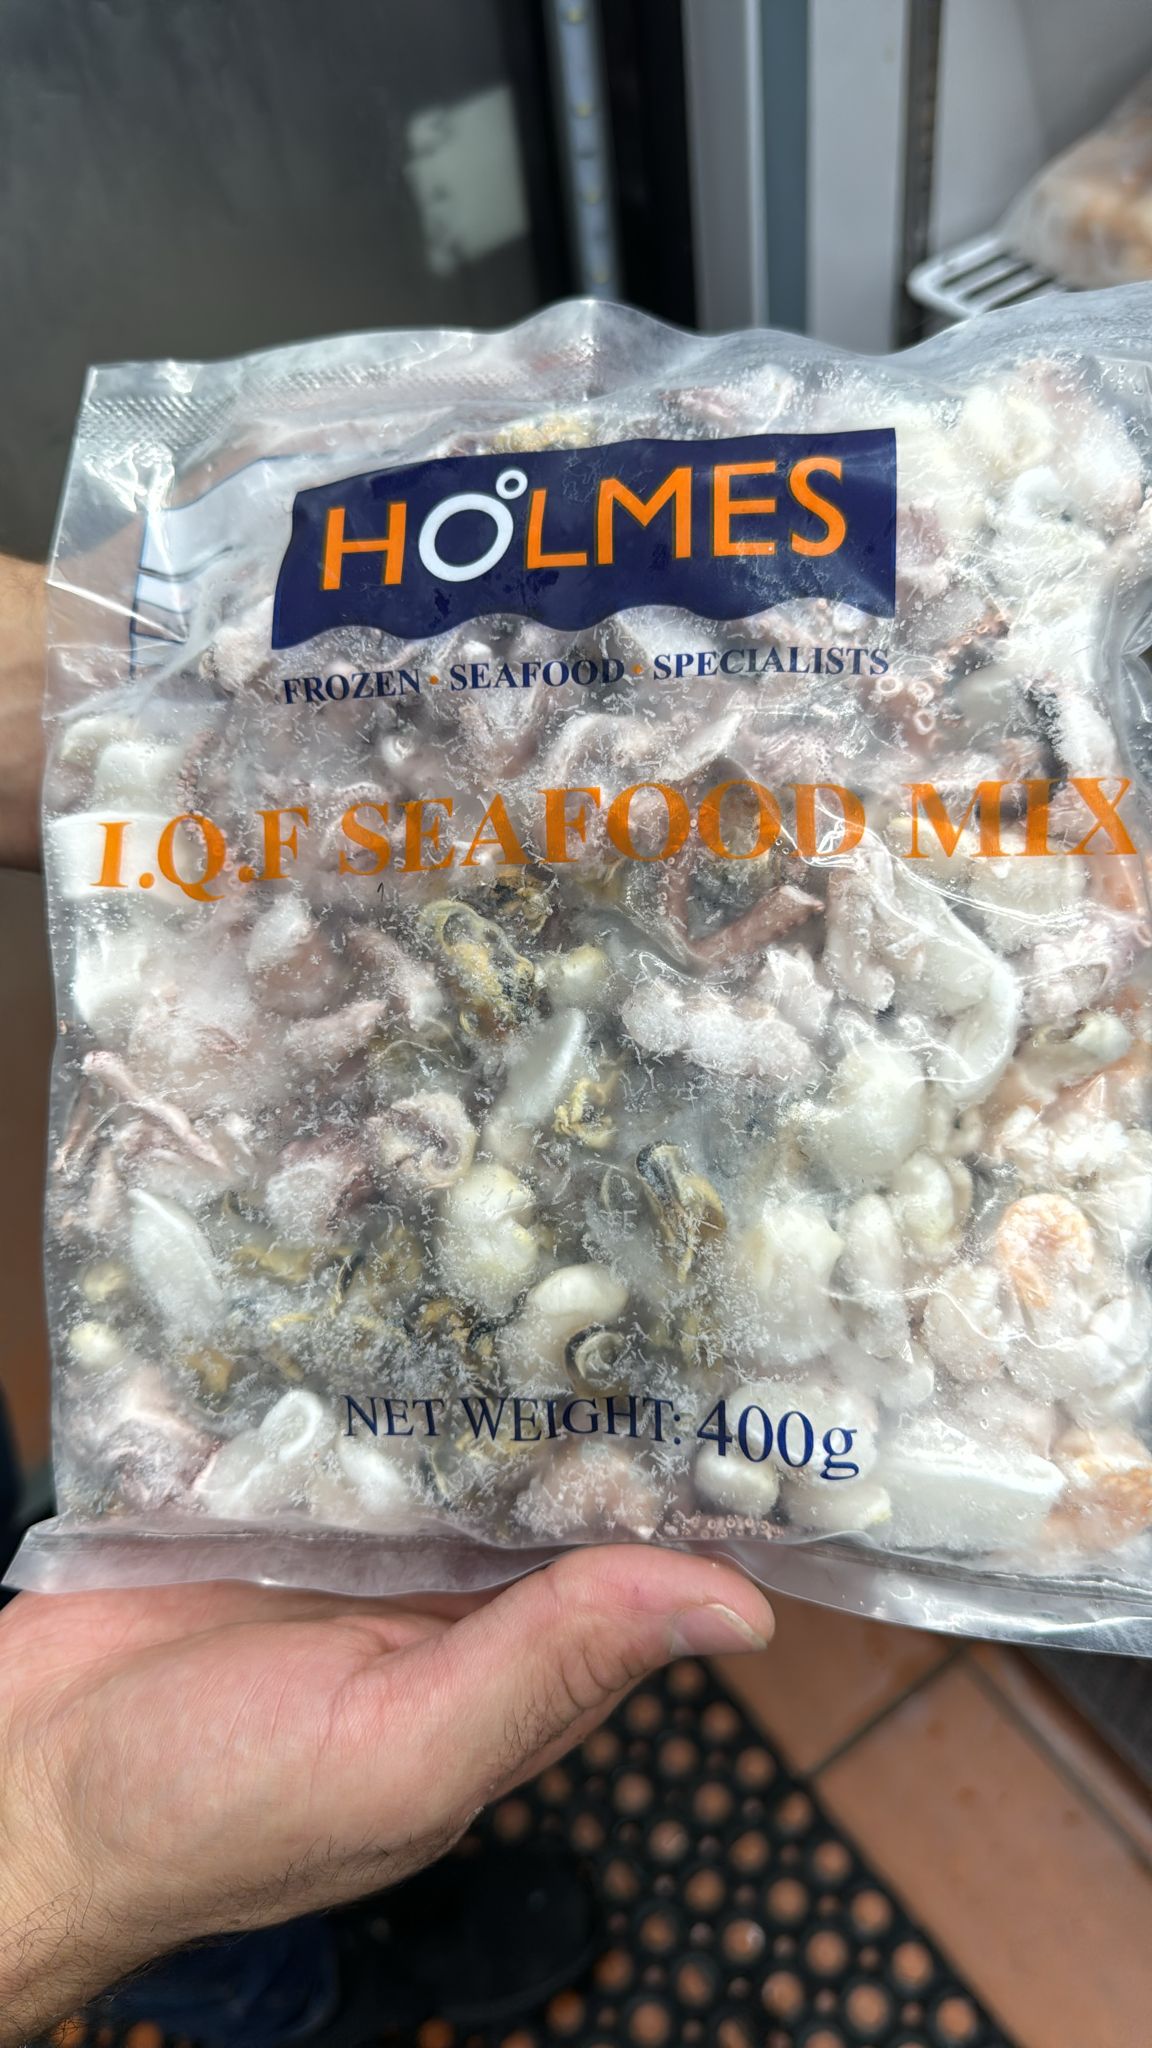 HOLMES
FROZEN · SEAFOOD · SPECIALISTS
I.Q.F SEAFOOD MIX
NET WEIGHT: 400g